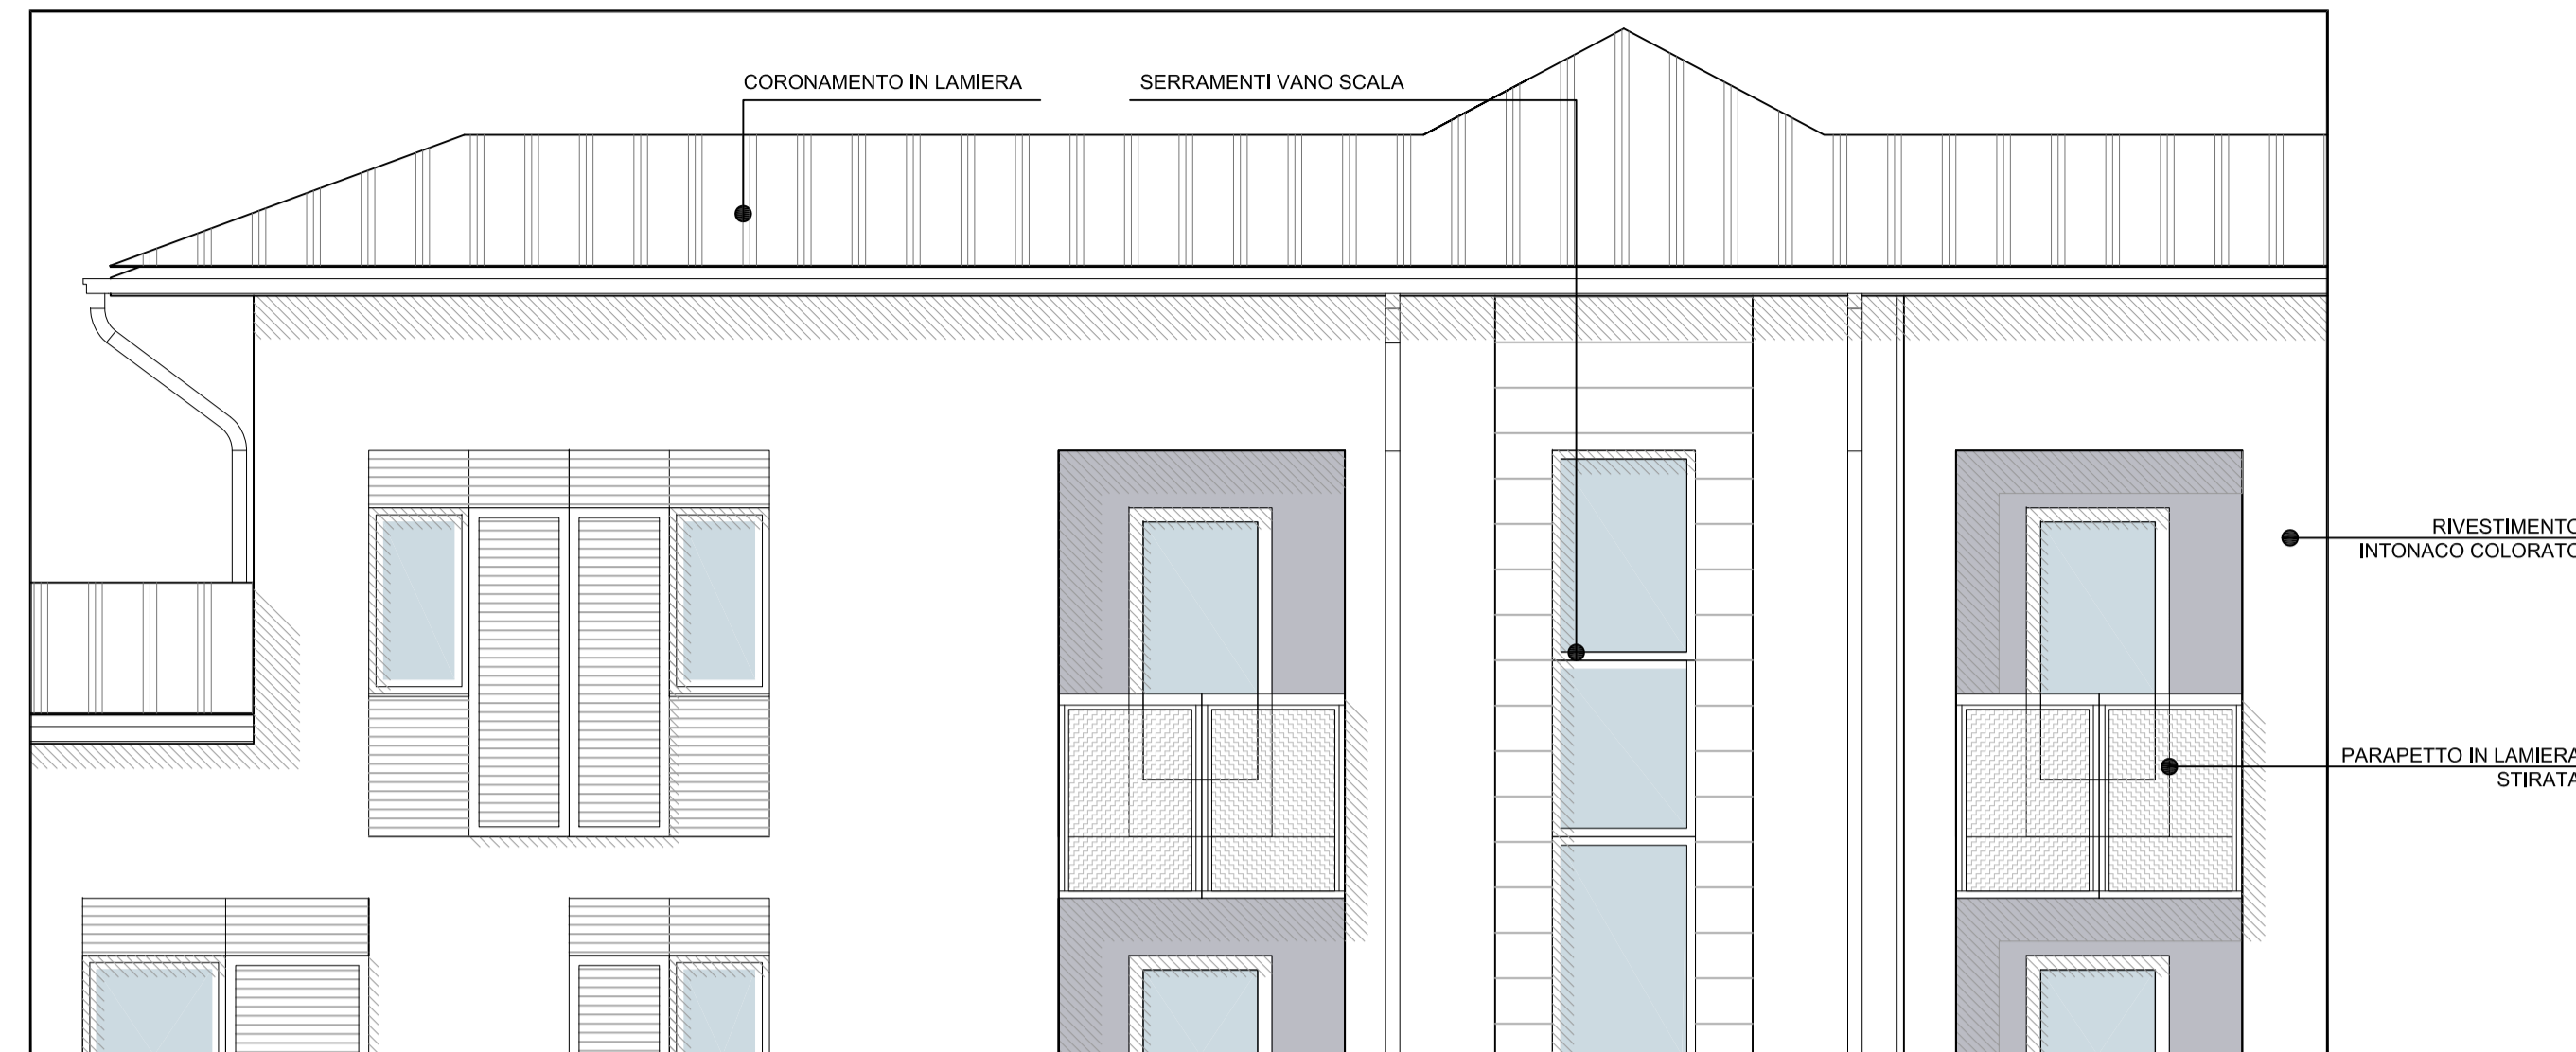 CORONAMENTO IN LAMIERA
SERRAMENTI VANO SCALA
RIVESTIMENTO
INTONACO COLORATO
PARAPETTO IN LAMIERA
STIRATA